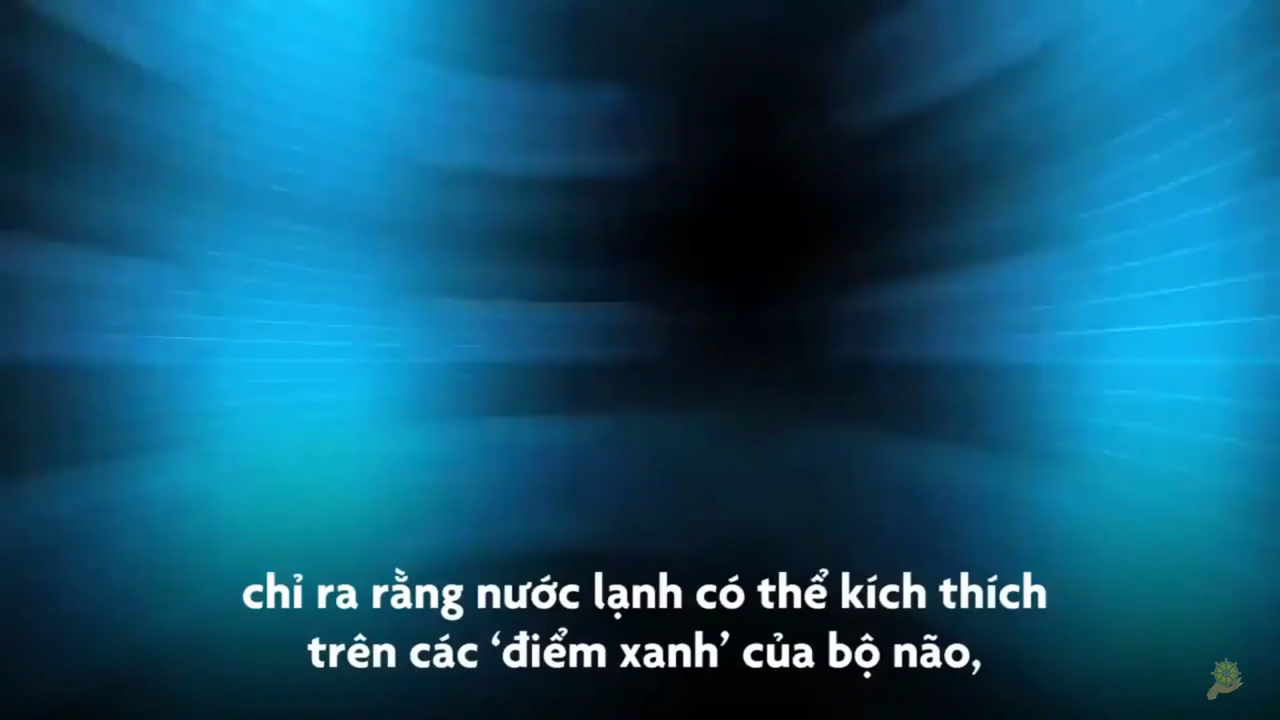 chỉ ra rằng nước lạnh có thể kích thích
trên các ‘điểm xanh’ của bộ não,